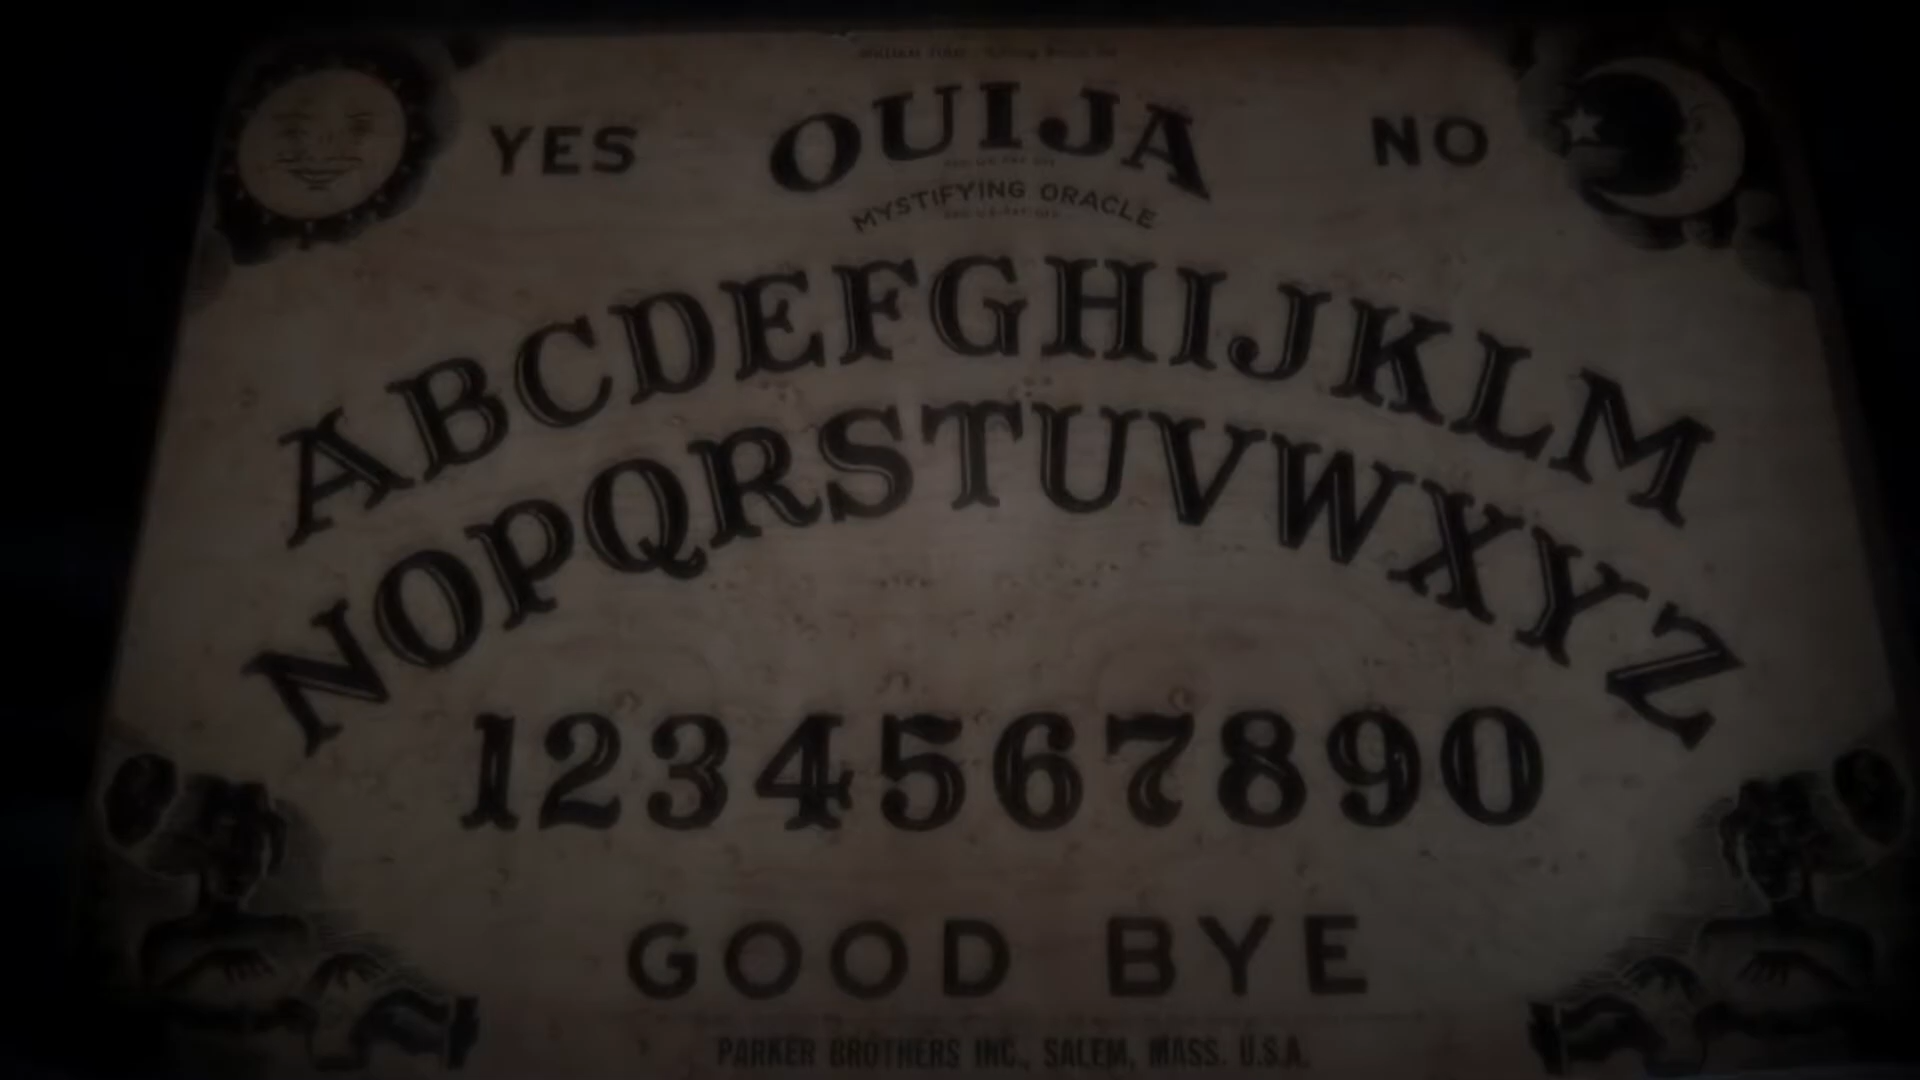 YES OUIJA NO
MYSTIFYING ORACLE
ABCDEFGHIJKLM
NOPQRSTUVWXYZ
1234567890
GOOD BYE
PARKER BROTHERS INC., SALEM, MASS. U.S.A.